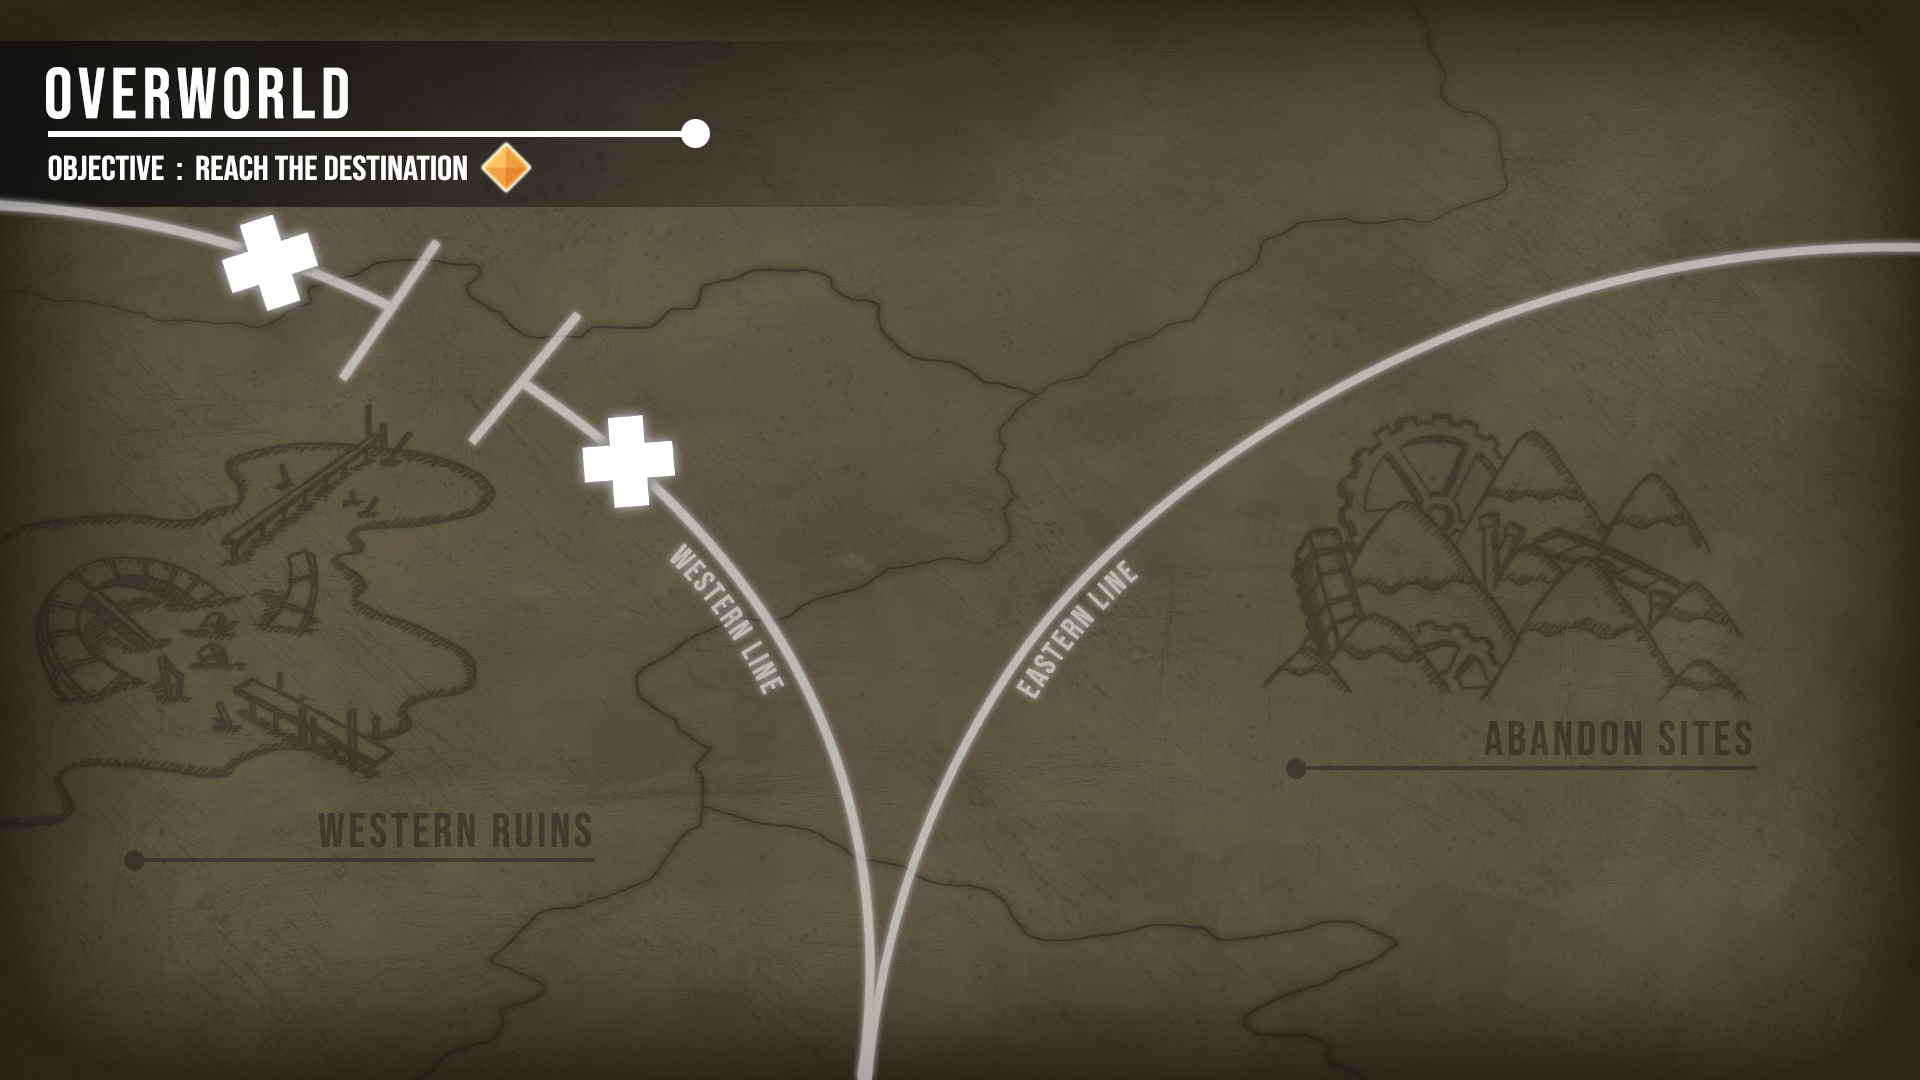 OVERWORLD
OBJECTIVE : REACH THE DESTINATION
WESTERN LINE
EASTERN LINE
ABANDON SITES
WESTERN RUINS